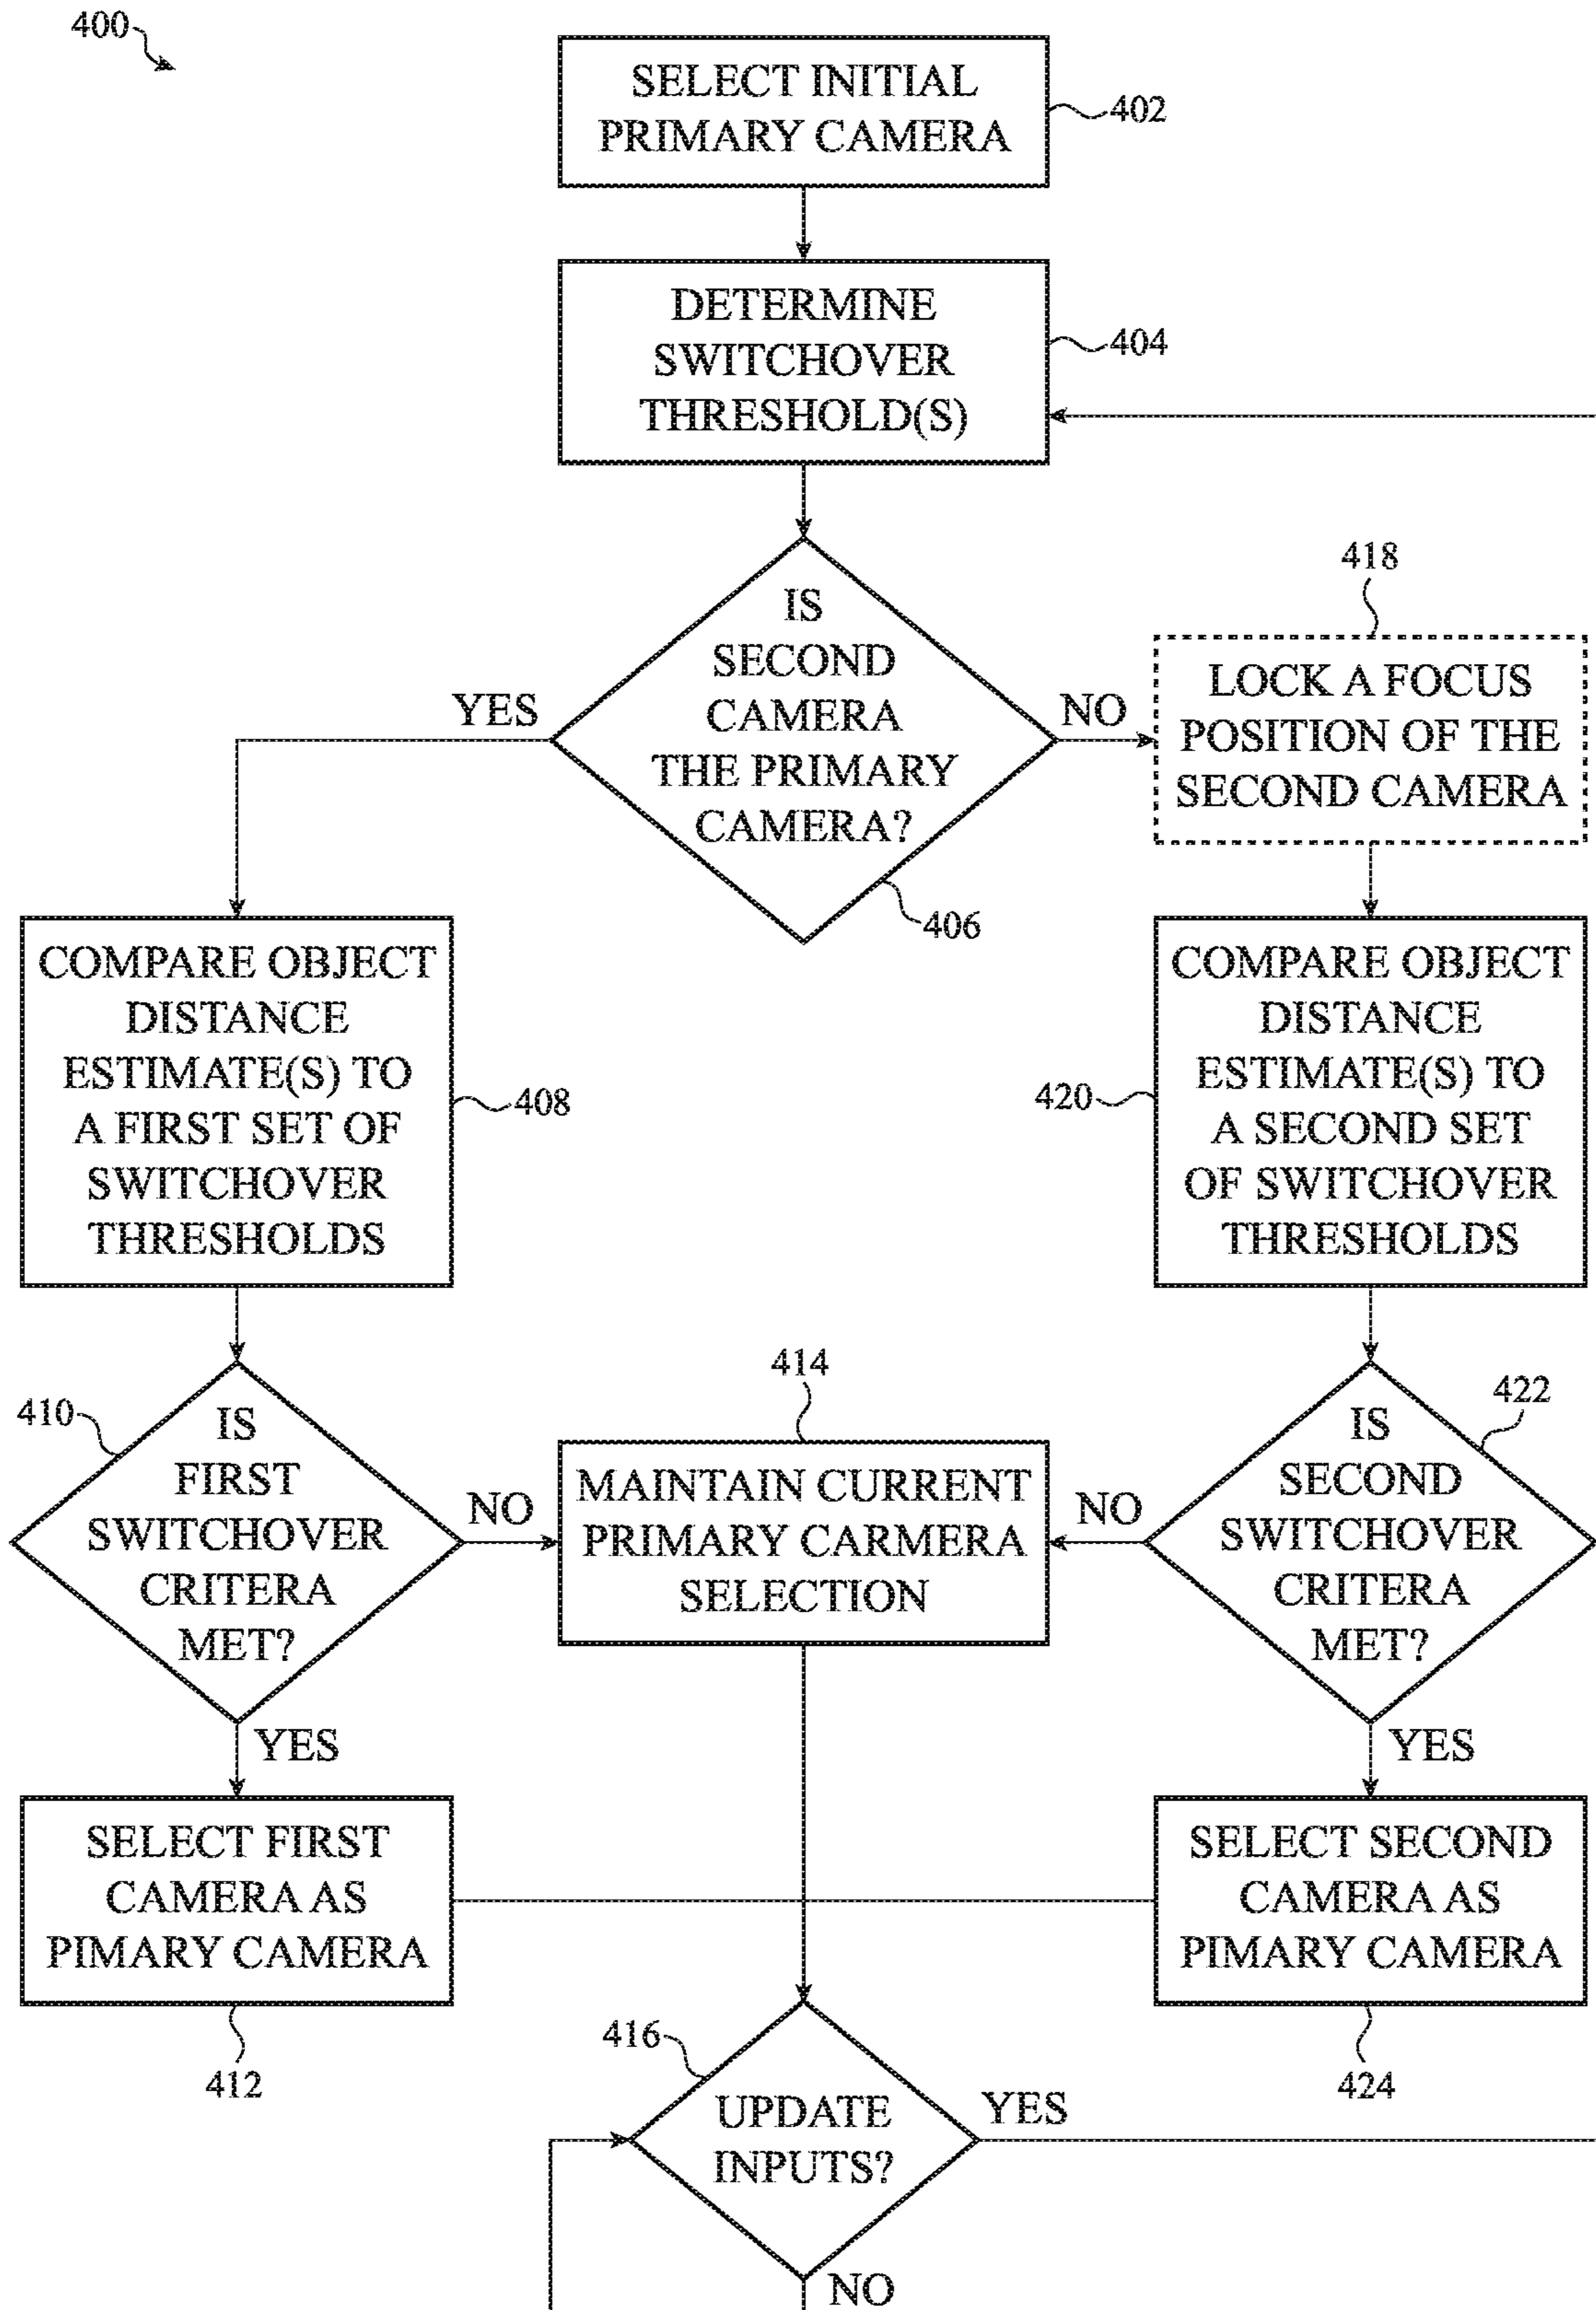 400
SELECT INITIAL
PRIMARY CAMERA
402
DETERMINE
SWITCHOVER
THRESHOLD(S)
404
IS
SECOND
CAMERA
THE PRIMARY
CAMERA?
406
YES
NO
418
LOCK A FOCUS
POSITION OF THE
SECOND CAMERA
COMPARE OBJECT
DISTANCE
ESTIMATE(S) TO
A FIRST SET OF
SWITCHOVER
THRESHOLDS
408
420
COMPARE OBJECT
DISTANCE
ESTIMATE(S) TO
A SECOND SET
OF SWITCHOVER
THRESHOLDS
410
IS
FIRST
SWITCHOVER
CRITERA
MET?
NO
YES
414
MAINTAIN CURRENT
PRIMARY CARMERA
SELECTION
422
IS
SECOND
SWITCHOVER
CRITERA
MET?
NO
YES
SELECT FIRST
CAMERA AS
PIMARY CAMERA
412
SELECT SECOND
CAMERA AS
PIMARY CAMERA
424
416
UPDATE
INPUTS?
YES
NO